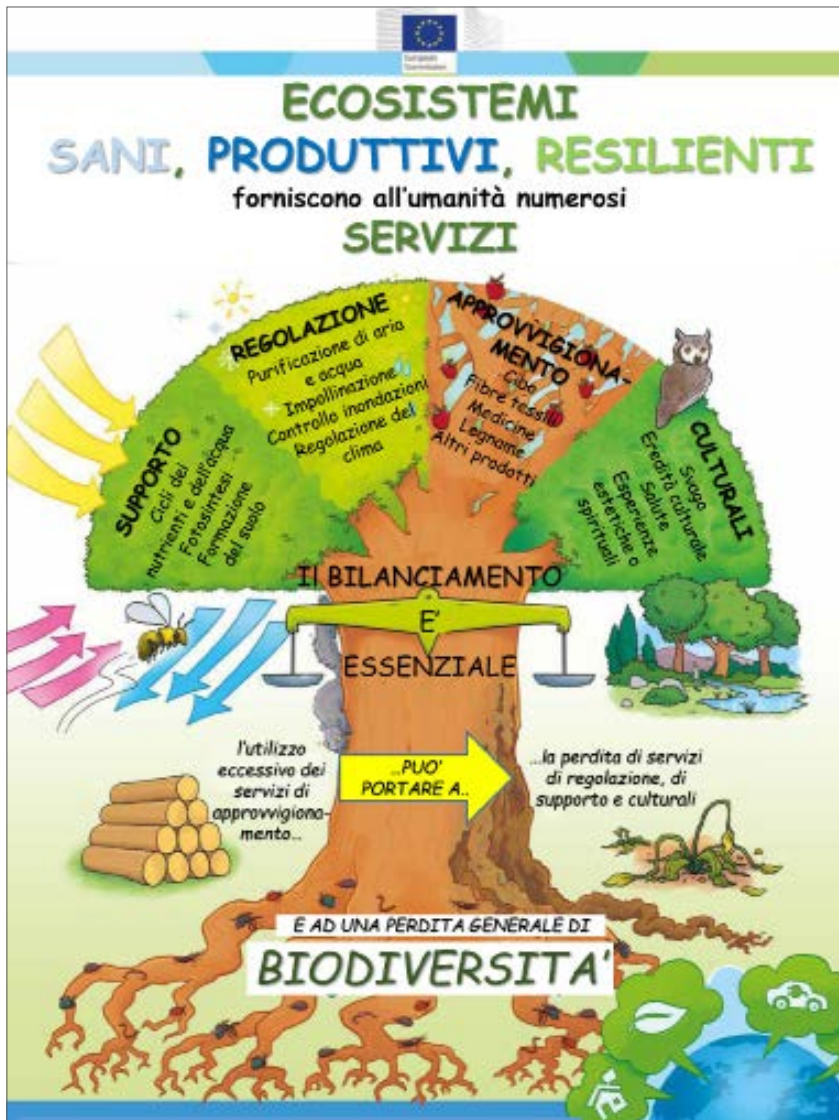 European
Commission
ECOSISTEMI
SANI, PRODUTTIVI, RESILIENTI
forniscono all'umanità numerosi
SERVIZI
SUPPORTO
Cicli dei
nutrienti e dell'acqua
Fotosintesi
Formazione
del suolo
REGOLAZIONE
Purificazione di aria
e acqua
Impollinazione
Controllo inondazioni
Regolazione del
clima
APPROVVIGIONA-
MENTO
Cibo
Fibre tessili
Medicine
Legname
Altri prodotti
CULTURALI
Svago
Eredità culturale
Salute
Esperienze
estetiche o
spirituali
Il BILANCIAMENTO
E'
ESSENZIALE
l'utilizzo
eccessivo dei
servizi di
approvvigiona-
mento...
...PUO'
PORTARE A..
...la perdita di servizi
di regolazione, di
supporto e culturali
E AD UNA PERDITA GENERALE DI
BIODIVERSITA'